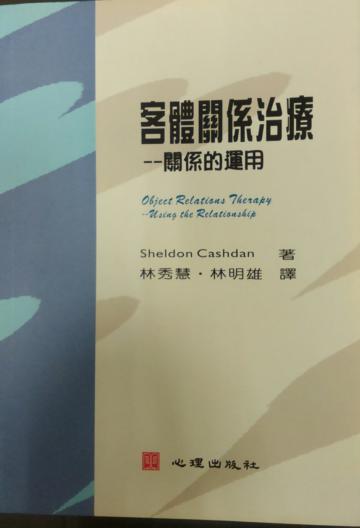 客體關係治療
--關係的運用
Object Relations Therapy
--Using the Relationship
Sheldon Cashdan 著
林秀慧・林明雄 譯
心理出版社